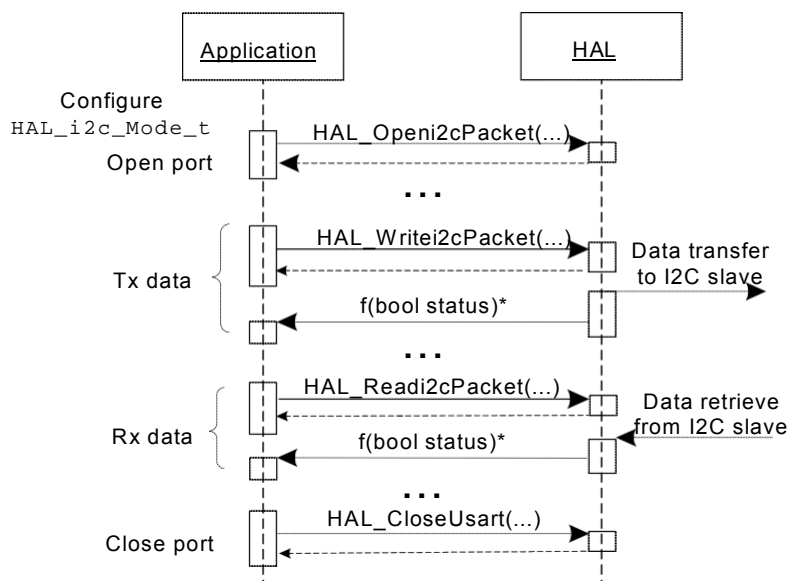 Application
HAL
Configure
HAL_i2c_Mode_t
HAL_Openi2cPacket(...)
Open port
...
HAL_Writei2cPacket(...)
Data transfer
to I2C slave
Tx data
f(bool status)*
...
HAL_Readi2cPacket(...)
Data retrieve
from I2C slave
Rx data
f(bool status)*
...
HAL_CloseUsart(...)
Close port